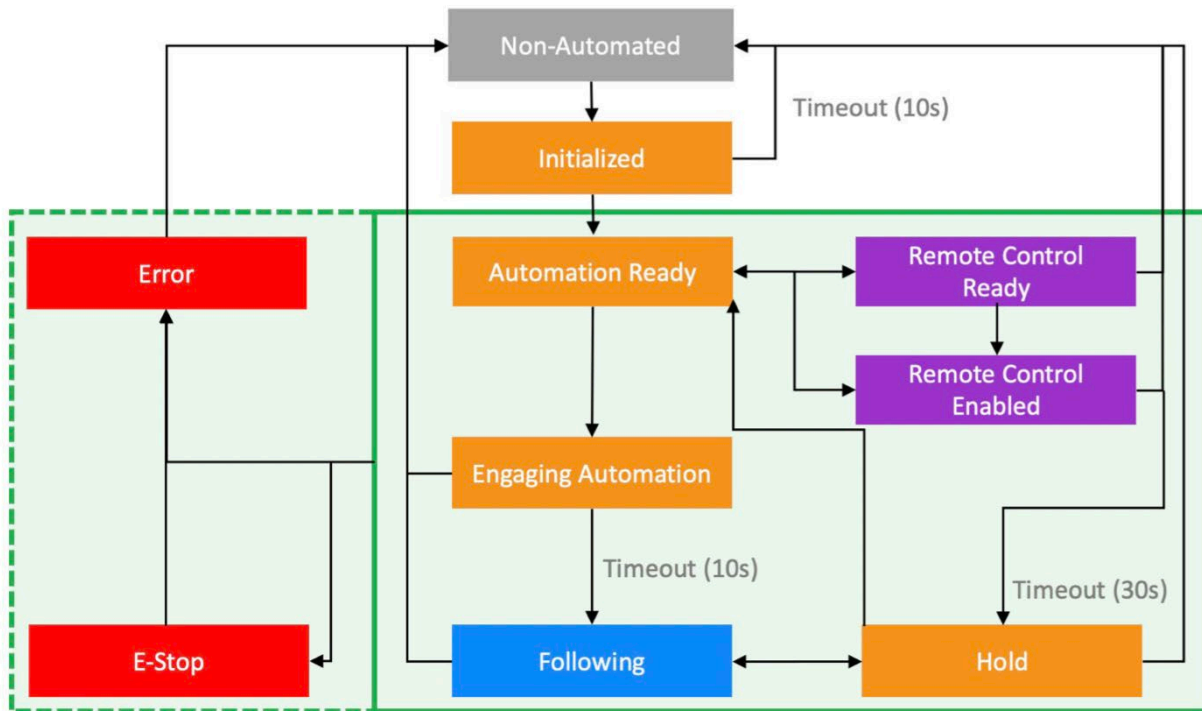 Non-Automated
Timeout (10s)
Initialized
Error
Automation Ready
Remote Control
Ready
Remote Control
Enabled
Engaging Automation
Timeout (10s)
Timeout (30s)
E-Stop
Following
Hold